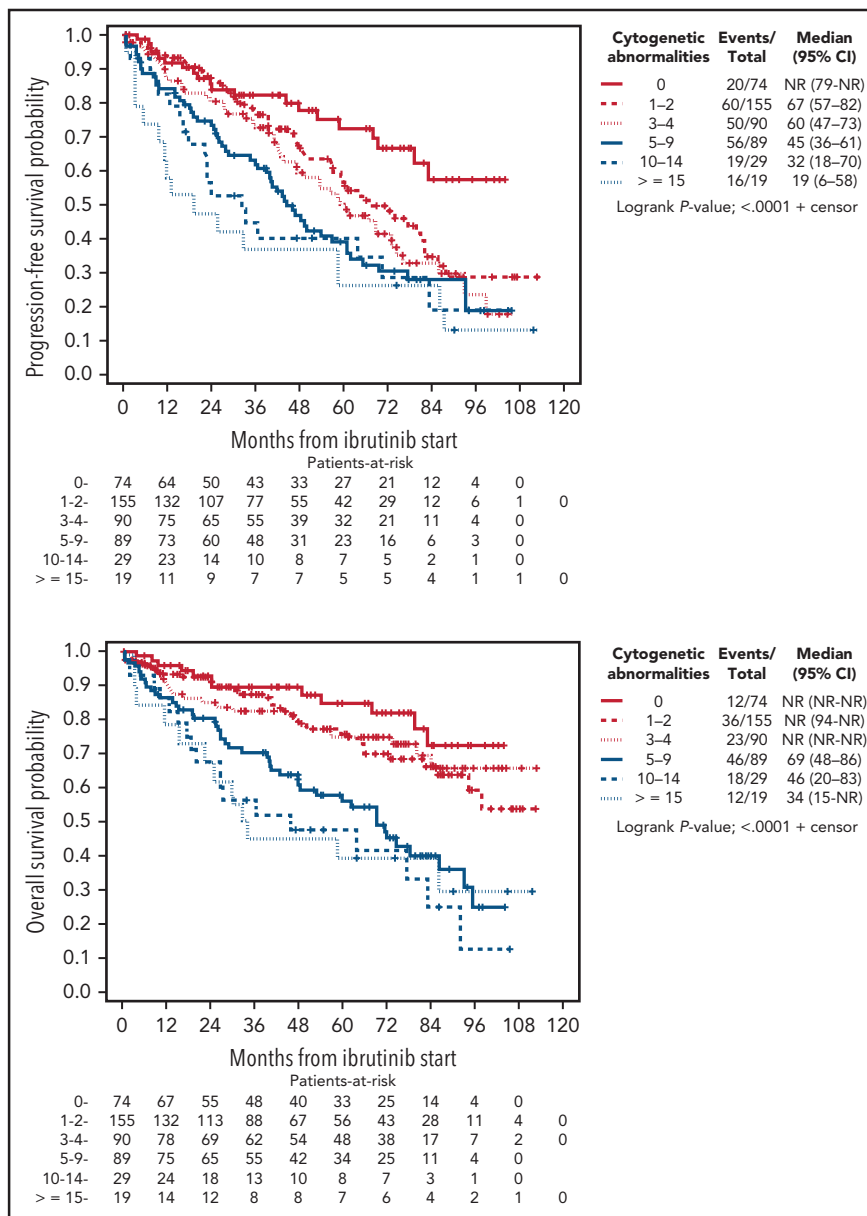 Progression-free survival probability
1.0
0.9
0.8
0.7
0.6
0.5
0.4
0.3
0.2
0.1
0.0
0 12 24 36 48 60 72 84 96 108 120
Months from ibrutinib start
Cytogenetic abnormalities Events/Total Median (95% CI)
0 20/74 NR (79-NR)
1–2 60/155 67 (57–82)
3–4 50/90 60 (47–73)
5–9 56/89 45 (36–61)
10–14 19/29 32 (18–70)
> = 15 16/19 19 (6–58)
Logrank P-value; <.0001 + censor
Patients-at-risk
0- 74 64 50 43 33 27 21 12 4 0
1-2- 155 132 107 77 55 42 29 12 6 1 0
3-4- 90 75 65 55 39 32 21 11 4 0
5-9- 89 73 60 48 31 23 16 6 3 0
10-14- 29 23 14 10 8 7 5 2 1 0
> = 15- 19 11 9 7 7 5 5 4 1 1 0
Overall survival probability
1.0
0.9
0.8
0.7
0.6
0.5
0.4
0.3
0.2
0.1
0.0
0 12 24 36 48 60 72 84 96 108 120
Months from ibrutinib start
Cytogenetic abnormalities Events/Total Median (95% CI)
0 12/74 NR (NR-NR)
1–2 36/155 NR (94-NR)
3–4 23/90 NR (NR-NR)
5–9 46/89 69 (48–86)
10–14 18/29 46 (20–83)
> = 15 12/19 34 (15-NR)
Logrank P-value; <.0001 + censor
Patients-at-risk
0- 74 67 55 48 40 33 25 14 4 0
1-2- 155 132 113 88 67 56 43 28 11 4 0
3-4- 90 78 69 62 54 48 38 17 7 2 0
5-9- 89 75 65 55 42 34 25 11 4 0
10-14- 29 24 18 13 10 8 7 3 1 0
> = 15- 19 14 12 8 8 7 6 4 2 1 0